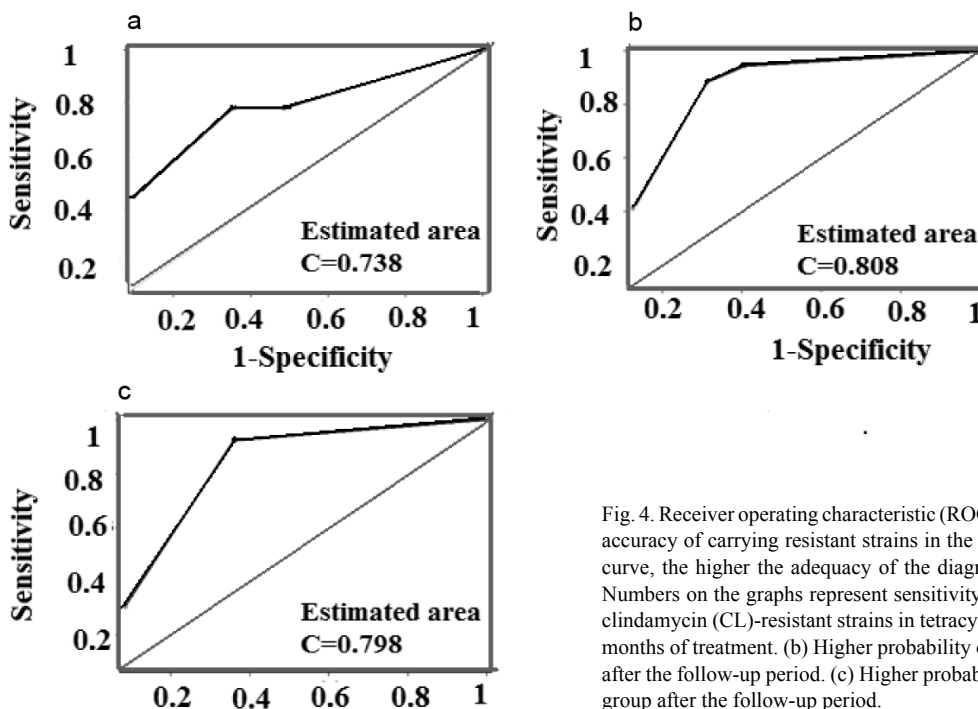 a
1
0.8
0.6
0.4
0.2
Sensitivity
Estimated area
C=0.738
0.2 0.4 0.6 0.8 1
1-Specificity
b
1
0.8
0.6
0.4
0.2
Sensitivity
Estimated area
C=0.808
0.2 0.4 0.6 0.8 1
1-Specificity
c
1
0.8
0.6
0.4
0.2
Sensitivity
Estimated area
C=0.798
0.2 0.4 0.6 0.8 1
Fig. 4. Receiver operating characteristic (ROC
accuracy of carrying resistant strains in the
curve, the higher the adequacy of the diagn
Numbers on the graphs represent sensitivity
clindamycin (CL)-resistant strains in tetracy
months of treatment. (b) Higher probability
after the follow-up period. (c) Higher probab
group after the follow-up period.